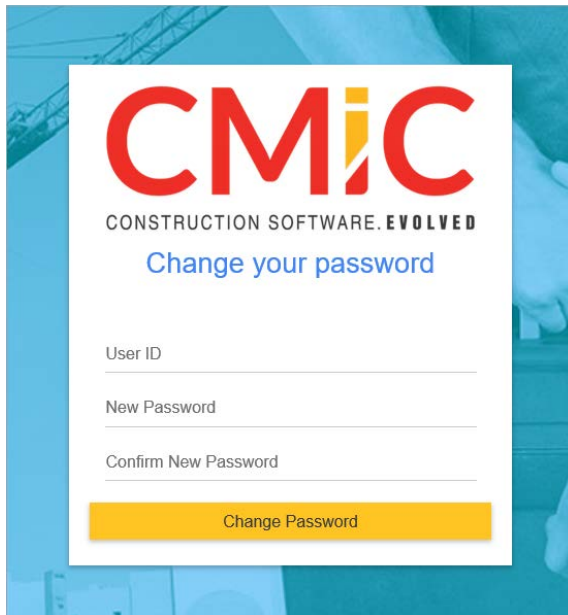 CMiC
CONSTRUCTION SOFTWARE. EVOLVED
Change your password
User ID
New Password
Confirm New Password
Change Password